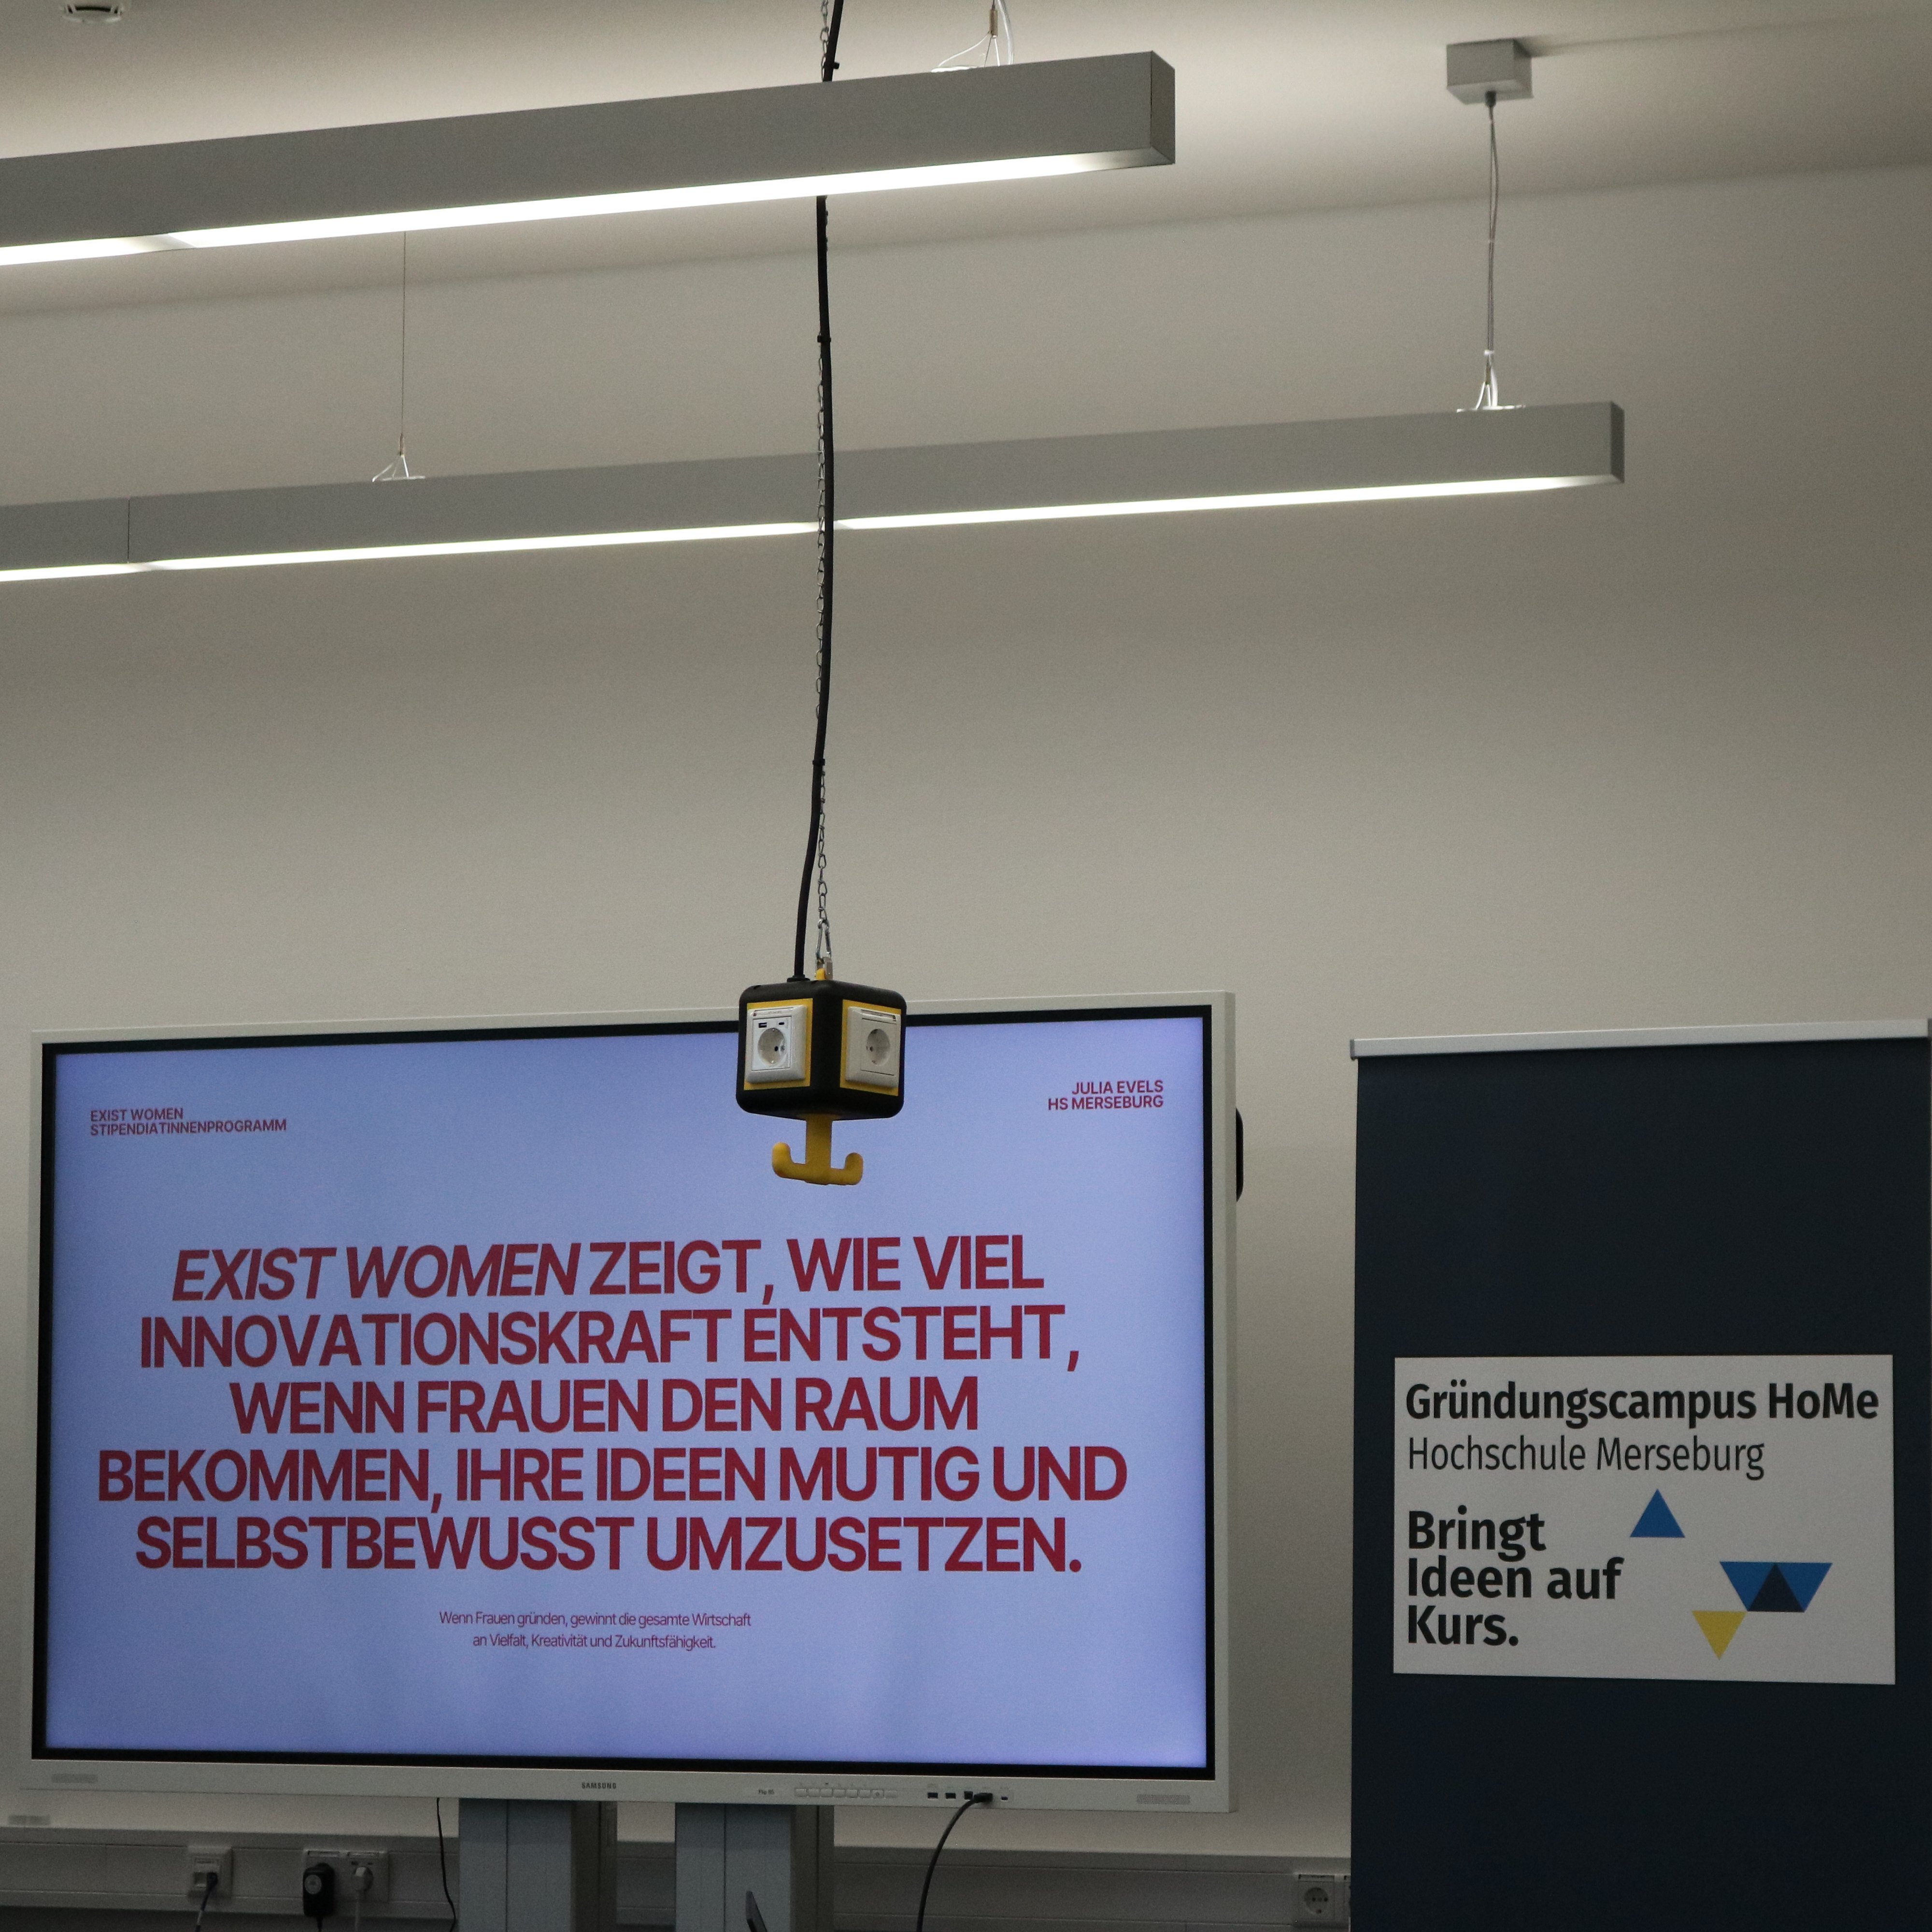 EXIST WOMEN
STIPENDIATINNENPROGRAMM
JULIA EVELS
HS MERSEBURG
EXIST WOMEN ZEIGT, WIE VIEL
INNOVATIONSKRAFT ENTSTEHT,
WENN FRAUEN DEN RAUM
BEKOMMEN, IHRE IDEEN MUTIG UND
SELBSTBEWUSST UMZUSETZEN.
Wenn Frauen gründen, gewinnt die gesamte Wirtschaft
an Vielfalt, Kreativität und Zukunftsfähigkeit.
SAMSUNG
Gründungscampus HoMe
Hochschule Merseburg
Bringt
Ideen auf
Kurs.